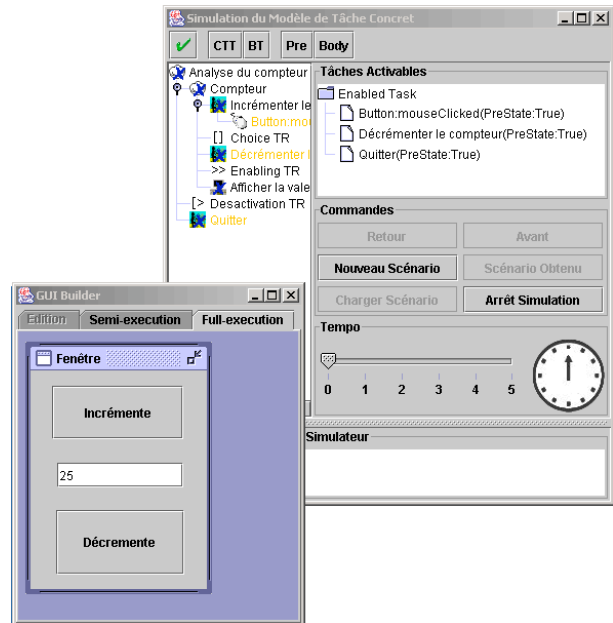 Simulation du Modèle de Tâche Concret
CTT BT Pre Body
Analyse du compteur
Compteur
Incrémenter le
Button:mou
[] Choice TR
Décrémenter l
>> Enabling TR
Afficher la vale
[> Desactivation TR
Quitter
Tâches Activables
Enabled Task
Button:mouseClicked(PreState:True)
Décrémenter le compteur(PreState:True)
Quitter(PreState:True)
Commandes
Retour Avant
Nouveau Scénario Scénario Obtenu
Charger Scénario Arrêt Simulation
Tempo
0 1 2 3 4 5
Simulateur
GUI Builder
Edition Semi-execution Full-execution
Fenêtre
Incrémente
25
Décremente